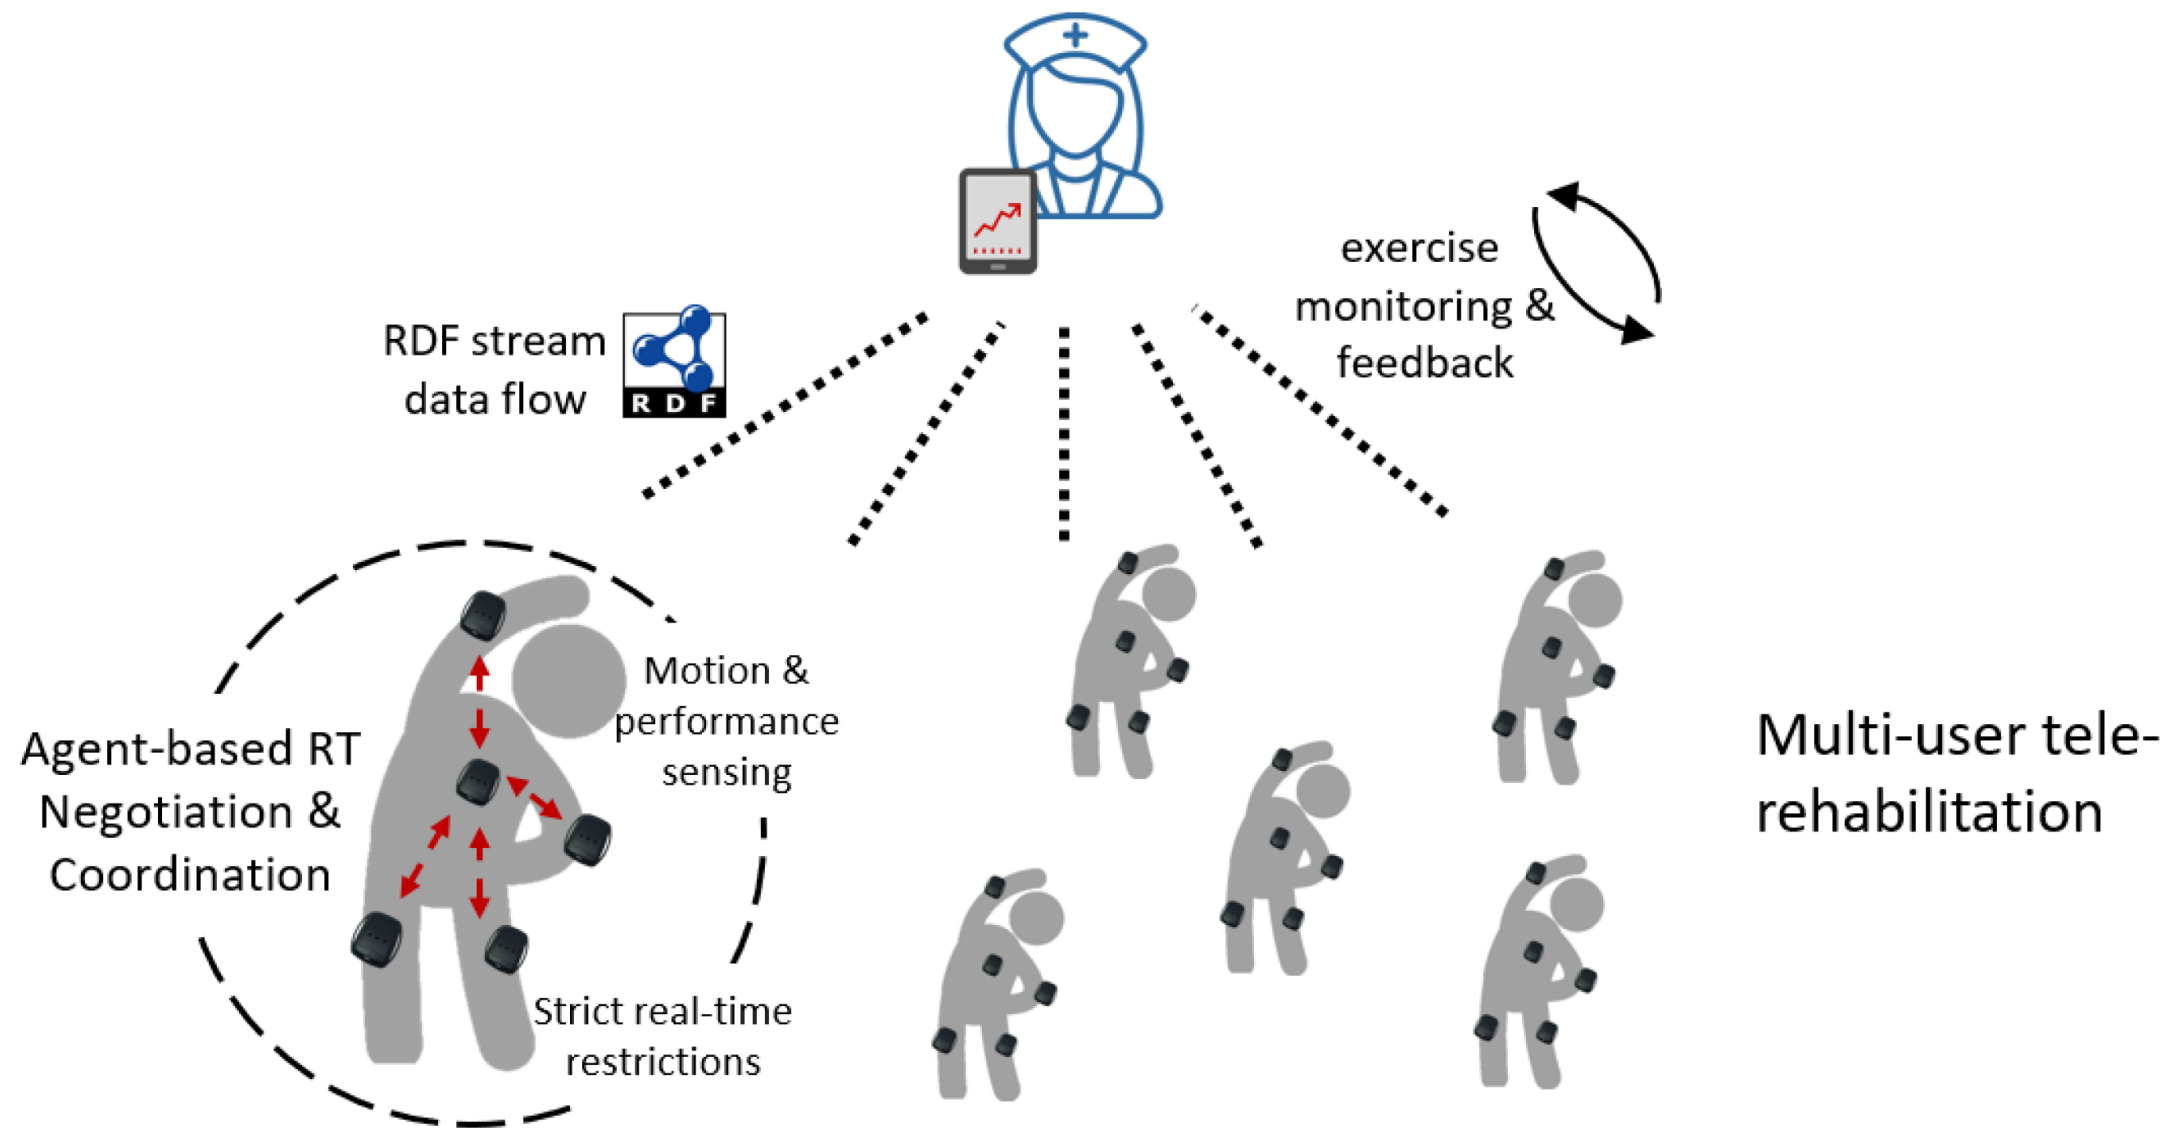 exercise
monitoring &
feedback
RDF stream
data flow
RDF
Motion &
performance
sensing
Agent-based RT
Negotiation &
Coordination
Strict real-time
restrictions
Multi-user tele-
rehabilitation